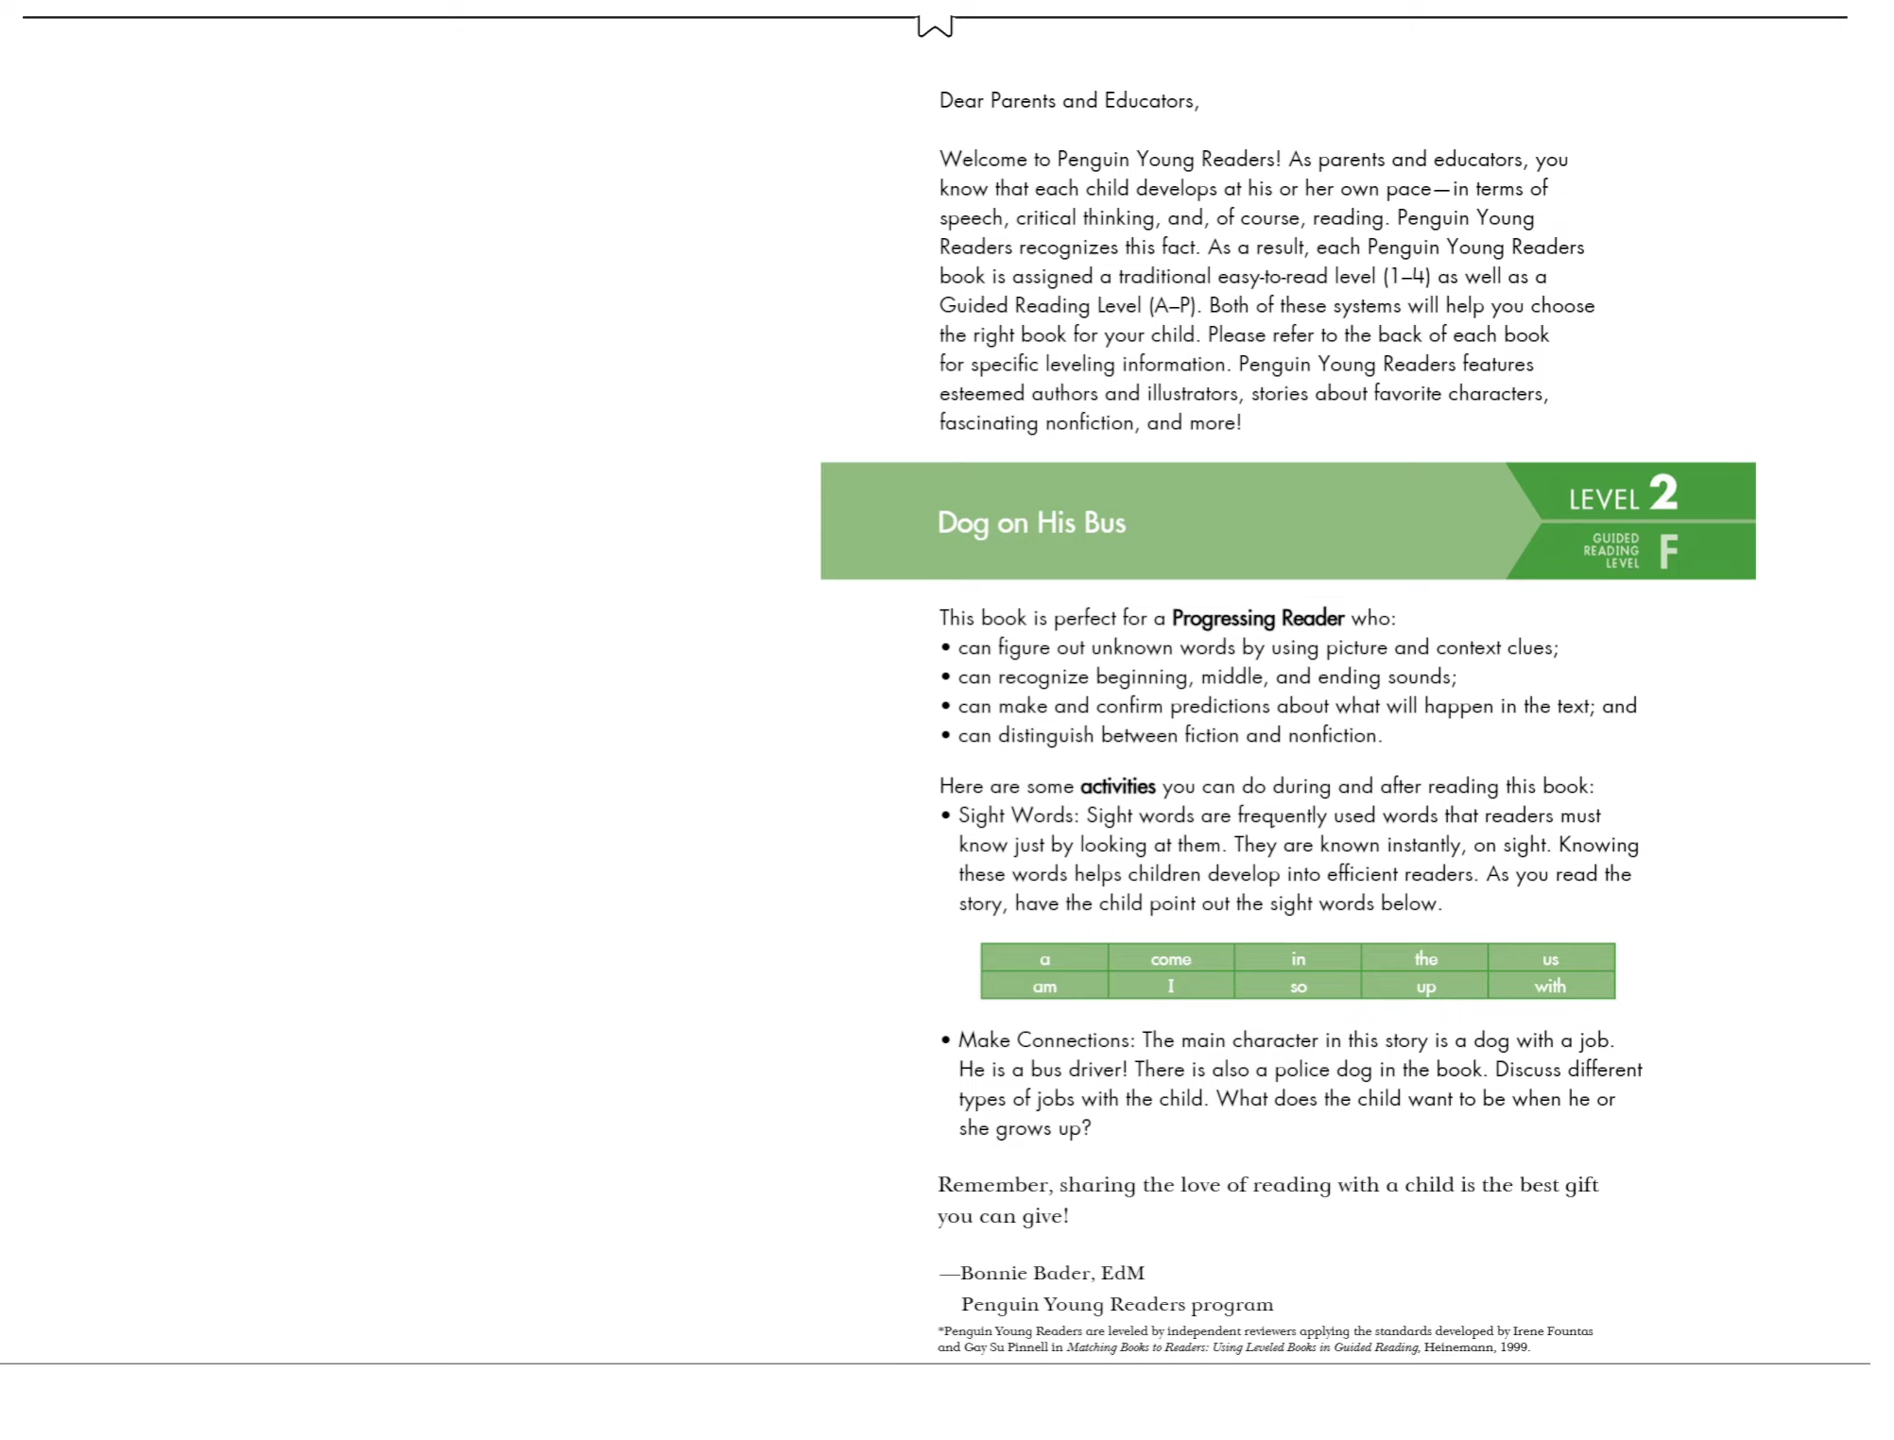 Dear Parents and Educators,
Welcome to Penguin Young Readers! As parents and educators, you
know that each child develops at his or her own pace—in terms of
speech, critical thinking, and, of course, reading. Penguin Young
Readers recognizes this fact. As a result, each Penguin Young Readers
book is assigned a traditional easy-to-read level (1–4) as well as a
Guided Reading Level (A–P). Both of these systems will help you choose
the right book for your child. Please refer to the back of each book
for specific leveling information. Penguin Young Readers features
esteemed authors and illustrators, stories about favorite characters,
fascinating nonfiction, and more!
Dog on His Bus
LEVEL 2
GUIDED READING LEVEL F
This book is perfect for a Progressing Reader who:
• can figure out unknown words by using picture and context clues;
• can recognize beginning, middle, and ending sounds;
• can make and confirm predictions about what will happen in the text; and
• can distinguish between fiction and nonfiction.
Here are some activities you can do during and after reading this book:
• Sight Words: Sight words are frequently used words that readers must
know just by looking at them. They are known instantly, on sight. Knowing
these words helps children develop into efficient readers. As you read the
story, have the child point out the sight words below.
a come in the us
am I so up with
• Make Connections: The main character in this story is a dog with a job.
He is a bus driver! There is also a police dog in the book. Discuss different
types of jobs with the child. What does the child want to be when he or
she grows up?
Remember, sharing the love of reading with a child is the best gift
you can give!
—Bonnie Bader, EdM
Penguin Young Readers program
*Penguin Young Readers are leveled by independent reviewers applying the standards developed by Irene Fountas
and Gay Su Pinnell in Matching Books to Readers: Using Leveled Books in Guided Reading, Heinemann, 1999.